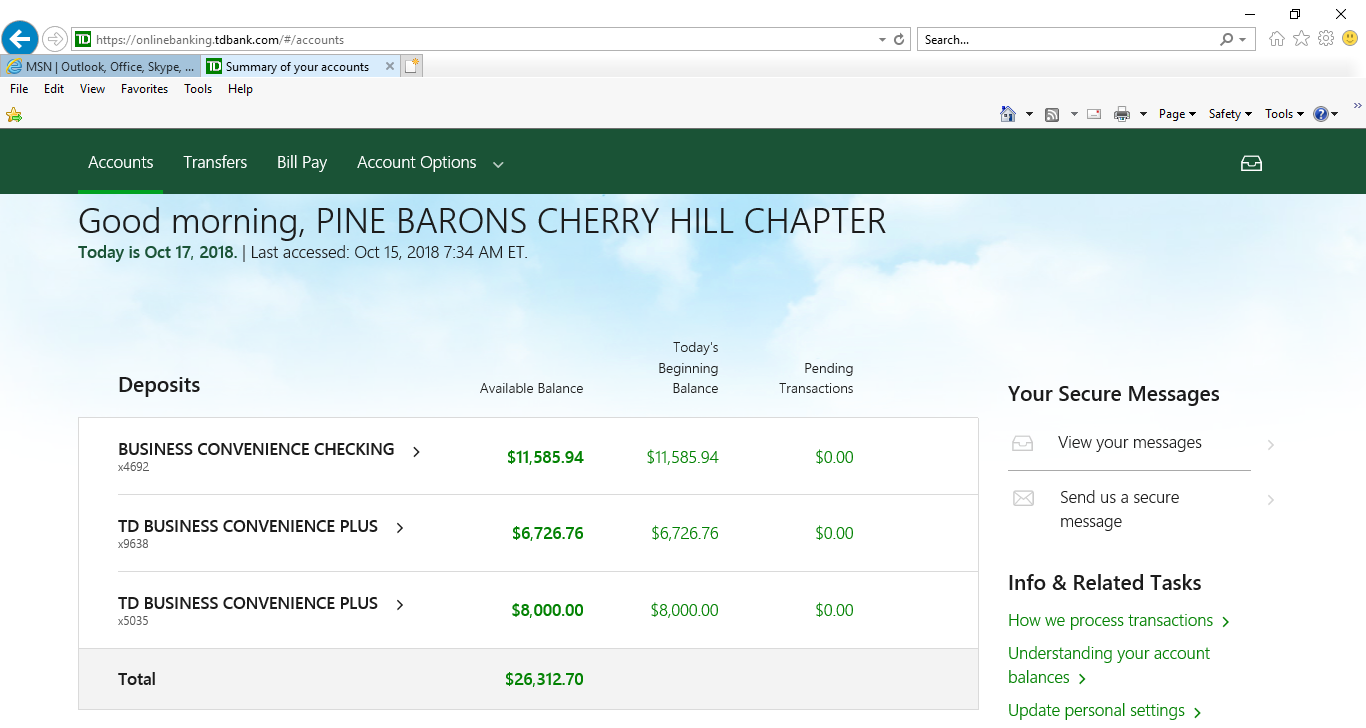 https://onlinebanking.tdbank.com/#/accounts
Search...
MSN | Outlook, Office, Skype, ...
TD Summary of your accounts
File Edit View Favorites Tools Help
Page Safety Tools
Accounts Transfers Bill Pay Account Options
Good morning, PINE BARONS CHERRY HILL CHAPTER
Today is Oct 17, 2018. | Last accessed: Oct 15, 2018 7:34 AM ET.
Deposits
Available Balance
Today's
Beginning
Balance
Pending
Transactions
BUSINESS CONVENIENCE CHECKING
x4692
$11,585.94 $11,585.94 $0.00
TD BUSINESS CONVENIENCE PLUS
x9638
$6,726.76 $6,726.76 $0.00
TD BUSINESS CONVENIENCE PLUS
x5035
$8,000.00 $8,000.00 $0.00
Total $26,312.70
Your Secure Messages
View your messages
Send us a secure
message
Info & Related Tasks
How we process transactions
Understanding your account
balances
Update personal settings